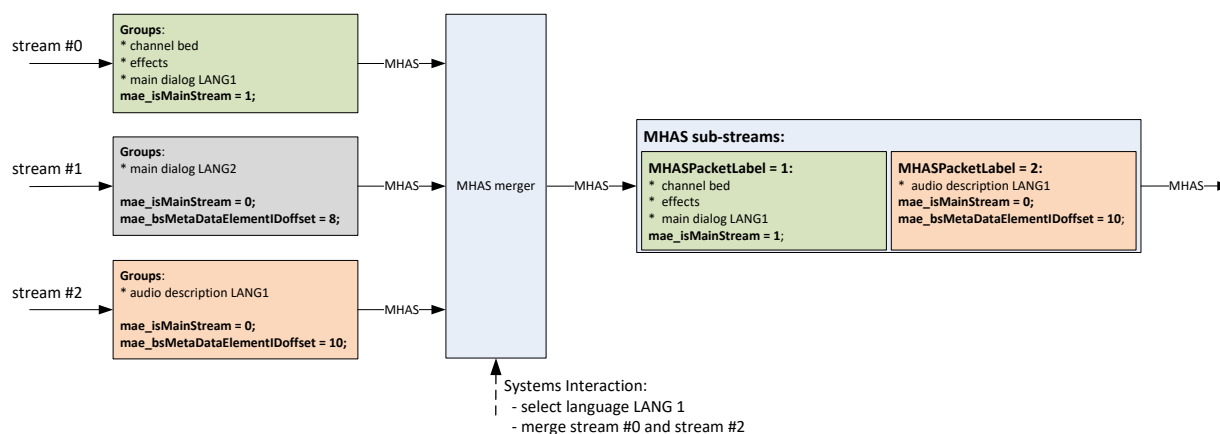 stream #0
Groups:
* channel bed
* effects
* main dialog LANG1
mae_isMainStream = 1;
MHAS
stream #1
Groups:
* main dialog LANG2
mae_isMainStream = 0;
mae_bsMetaDataElementIDoffset = 8;
MHAS
stream #2
Groups:
* audio description LANG1
mae_isMainStream = 0;
mae_bsMetaDataElementIDoffset = 10;
MHAS
MHAS merger
MHAS
MHAS sub-streams:
MHASPacketLabel = 1:
* channel bed
* effects
* main dialog LANG1
mae_isMainStream = 1;
MHASPacketLabel = 2:
* audio description LANG1
mae_isMainStream = 0;
mae_bsMetaDataElementIDoffset = 10;
MHAS
Systems Interaction:
- select language LANG 1
- merge stream #0 and stream #2